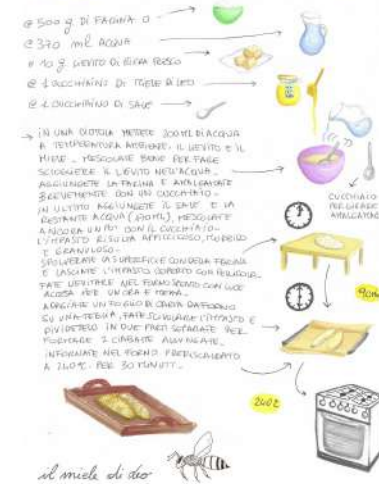 500 g DI FARINA 0
370 ml ACQUA
10 g LIEVITO DI BIRRA FRESCO
1 CUCCHIAINO DI MIELE DI LEO
1 CUCCHIAINO DI SALE
IN UNA CIOTOLA METTETE 200 ML DI ACQUA
A TEMPERATURA AMBIENTE, IL LIEVITO E IL
MIELE. MESCOLATE BENE PER FARE
SCIOGLIERE IL LIEVITO NELL'ACQUA.
AGGIUNGETE LA FARINA E AMALGAMATE
BREVEMENTE CON UN CUCCHIAIO.
IN ULTIMO AGGIUNGETE IL SALE E LA
RESTANTE ACQUA (170ML), MESCOLATE
ANCORA UN PO' CON IL CUCCHIAIO.
L'IMPASTO RISULTA APPICCICOSO, MORBIDO
E GRANULOSO.
SPOLVERATE LA SUPERFICIE CON DELLA FARINA
E LASCIATE L'IMPASTO COPERTO CON PELLICOLA.
FATE LIEVITARE NEL FORNO SPENTO CON LUCE
ACCESA PER UN'ORA E MEZZA.
ADAGIATE UN FOGLIO DI CARTA DA FORNO
SU UNA TEGLIA, FATE SCIVOLARE L'IMPASTO E
DIVIDETELO IN DUE PARTI SEPARATE PER
FORMARE 2 CIABATTE ALLUNGATE.
INFORNATE NEL FORNO PRERISCALDATO
A 240°C PER 30 MINUTI.
CUCCHIAIO
PER GIRARE
AMALGAMARE
90m
240°
il miele di leo